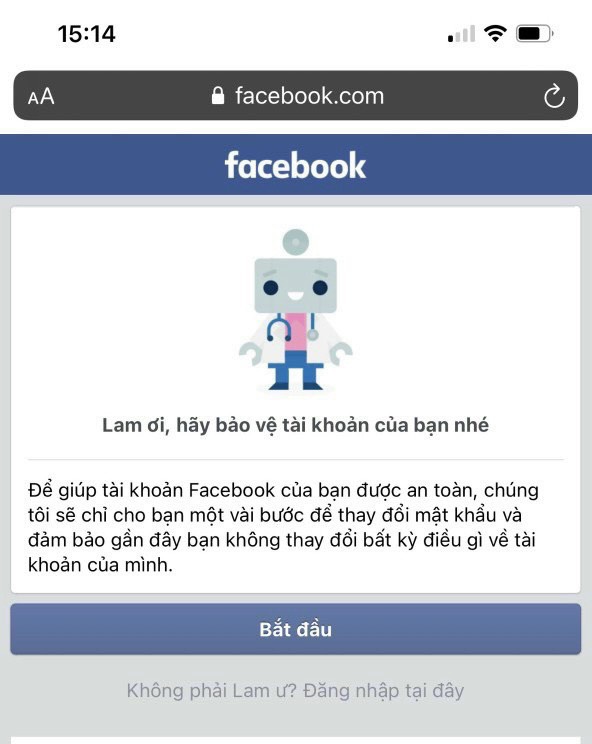 15:14
AA facebook.com
facebook
Lam ơi, hãy bảo vệ tài khoản của bạn nhé
Để giúp tài khoản Facebook của bạn được an toàn, chúng
tôi sẽ chỉ cho bạn một vài bước để thay đổi mật khẩu và
đảm bảo gần đây bạn không thay đổi bất kỳ điều gì về tài
khoản của mình.
Bắt đầu
Không phải Lam ư? Đăng nhập tại đây